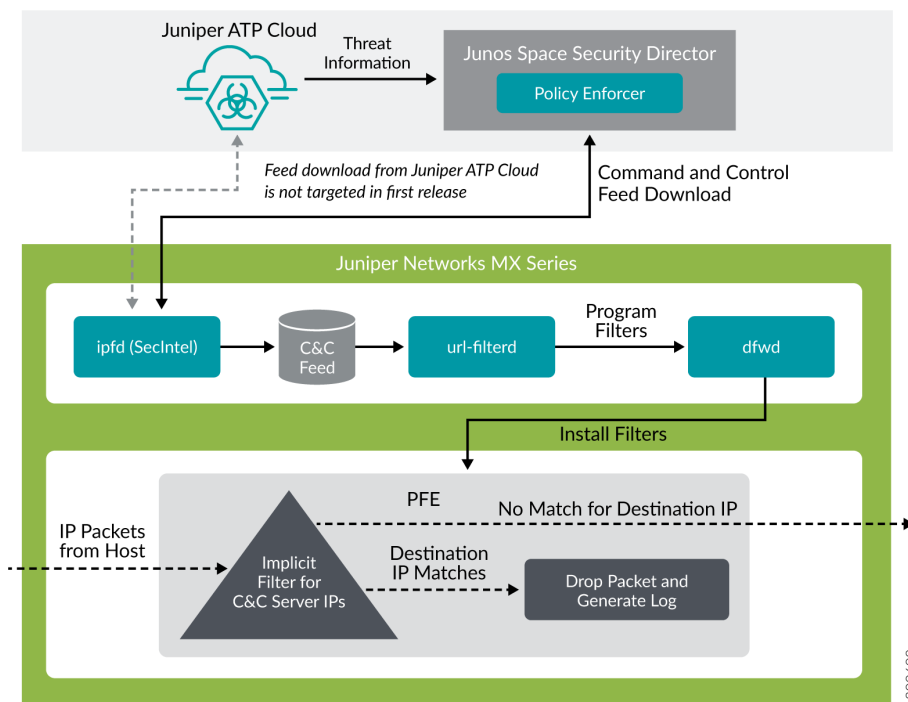 Juniper ATP Cloud
Threat
Information
Junos Space Security Director
Policy Enforcer
Feed download from Juniper ATP Cloud
is not targeted in first release
Command and Control
Feed Download
Juniper Networks MX Series
ipfd (SecIntel)
C&C
Feed
url-filterd
Program
Filters
dfwd
Install Filters
PFE
No Match for Destination IP
IP Packets
from Host
Implicit
Filter for
C&C Server IPs
Destination
IP Matches
Drop Packet and
Generate Log